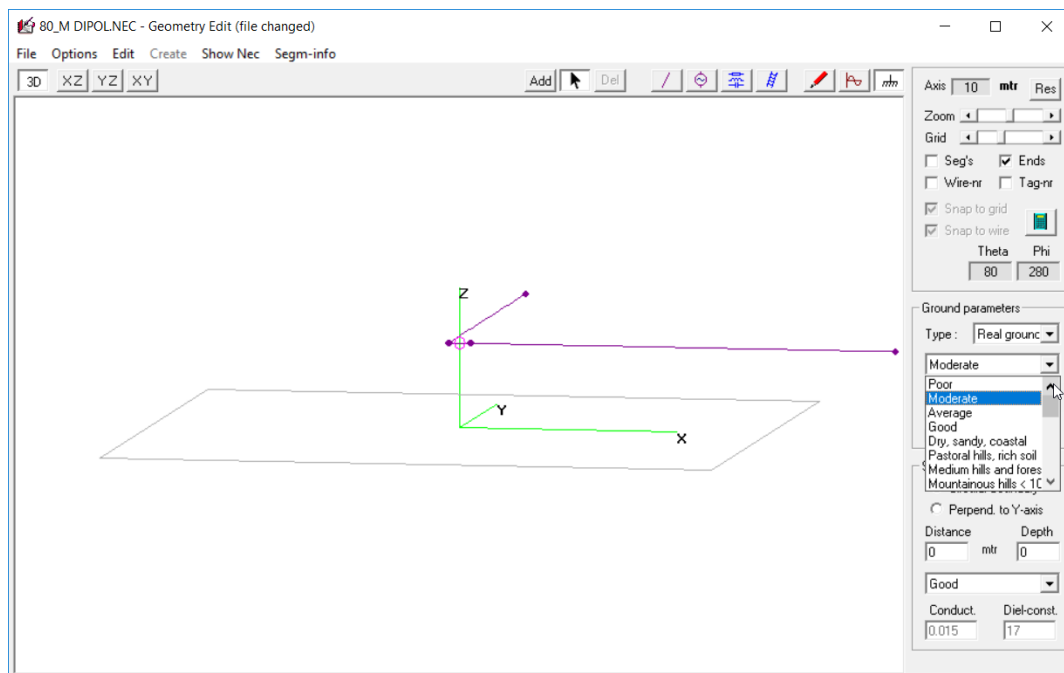 80_M DIPOL.NEC - Geometry Edit (file changed)
File Options Edit Create Show Nec Segm-info
3D XZ YZ XY Add Del
Axis 10 mtr Res
Zoom
Grid
Seg's Ends
Wire-nr Tag-nr
Snap to grid
Snap to wire
Theta Phi
80 280
Z
Y
X
Ground parameters
Type : Real ground
Moderate
Poor
Moderate
Average
Good
Dry, sandy, coastal
Pastoral hills, rich soil
Medium hills and fores
Mountainous hills < 10
Perpend. to Y-axis
Distance Depth
0 mtr 0
Good
Conduct. Diel-const.
0.015 17